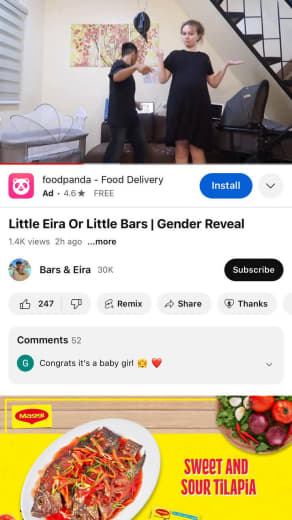 foodpanda - Food Delivery
Ad · 4.6★ FREE
Install
Little Eira Or Little Bars | Gender Reveal
1.4K views 2h ago ...more
Bars & Eira 30K
Subscribe
247
Remix
Share
Thanks
Comments 52
G
Congrats it's a baby girl 👧 ❤️
MAGGI
SWEET AND
SOUR TILAPIA